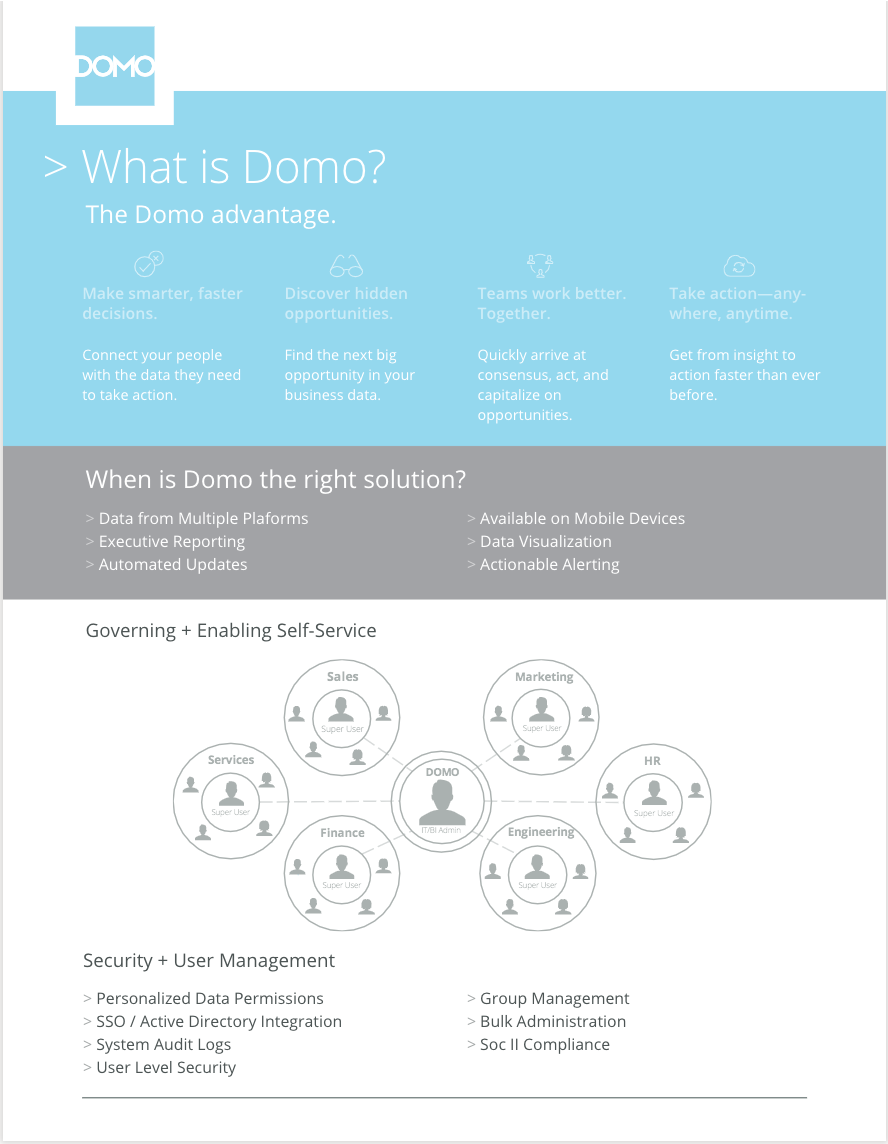 DOMO
> What is Domo?
The Domo advantage.
Make smarter, faster
decisions.
Connect your people
with the data they need
to take action.
Discover hidden
opportunities.
Find the next big
opportunity in your
business data.
Teams work better.
Together.
Quickly arrive at
consensus, act, and
capitalize on
opportunities.
Take action—any-
where, anytime.
Get from insight to
action faster than ever
before.
When is Domo the right solution?
> Data from Multiple Plaforms
> Executive Reporting
> Automated Updates
> Available on Mobile Devices
> Data Visualization
> Actionable Alerting
Governing + Enabling Self-Service
Sales
Super User
Marketing
Super User
Services
Super User
DOMO
IT/BI Admin
HR
Super User
Finance
Super User
Engineering
Super User
Security + User Management
> Personalized Data Permissions
> SSO / Active Directory Integration
> System Audit Logs
> User Level Security
> Group Management
> Bulk Administration
> Soc II Compliance